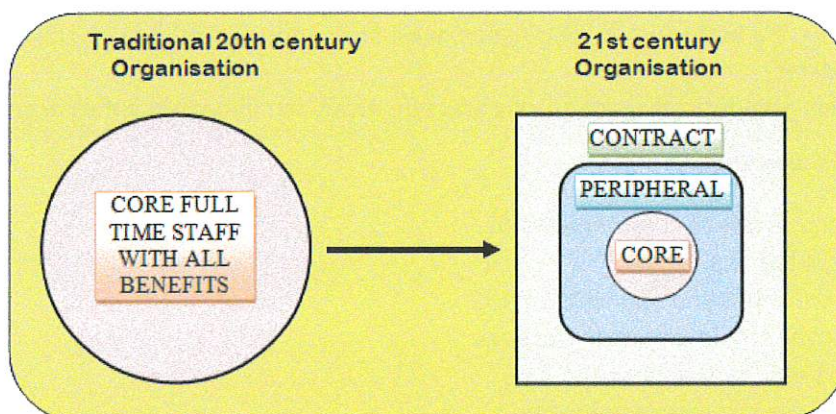 Traditional 20th century
Organisation
21st century
Organisation
CORE FULL
TIME STAFF
WITH ALL
BENEFITS
CONTRACT
PERIPHERAL
CORE